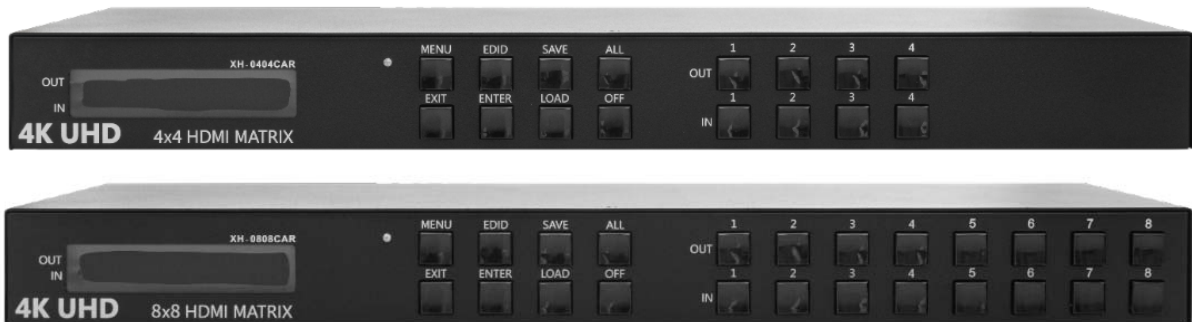 MENU EDID SAVE ALL 1 2 3 4
XH-0404CAR
OUT OUT
EXIT ENTER LOAD OFF 1 2 3 4
IN IN
4K UHD 4x4 HDMI MATRIX
MENU EDID SAVE ALL 1 2 3 4 5 6 7 8
XH-0808CAR
OUT OUT
EXIT ENTER LOAD OFF 1 2 3 4 5 6 7 8
IN IN
4K UHD 8x8 HDMI MATRIX